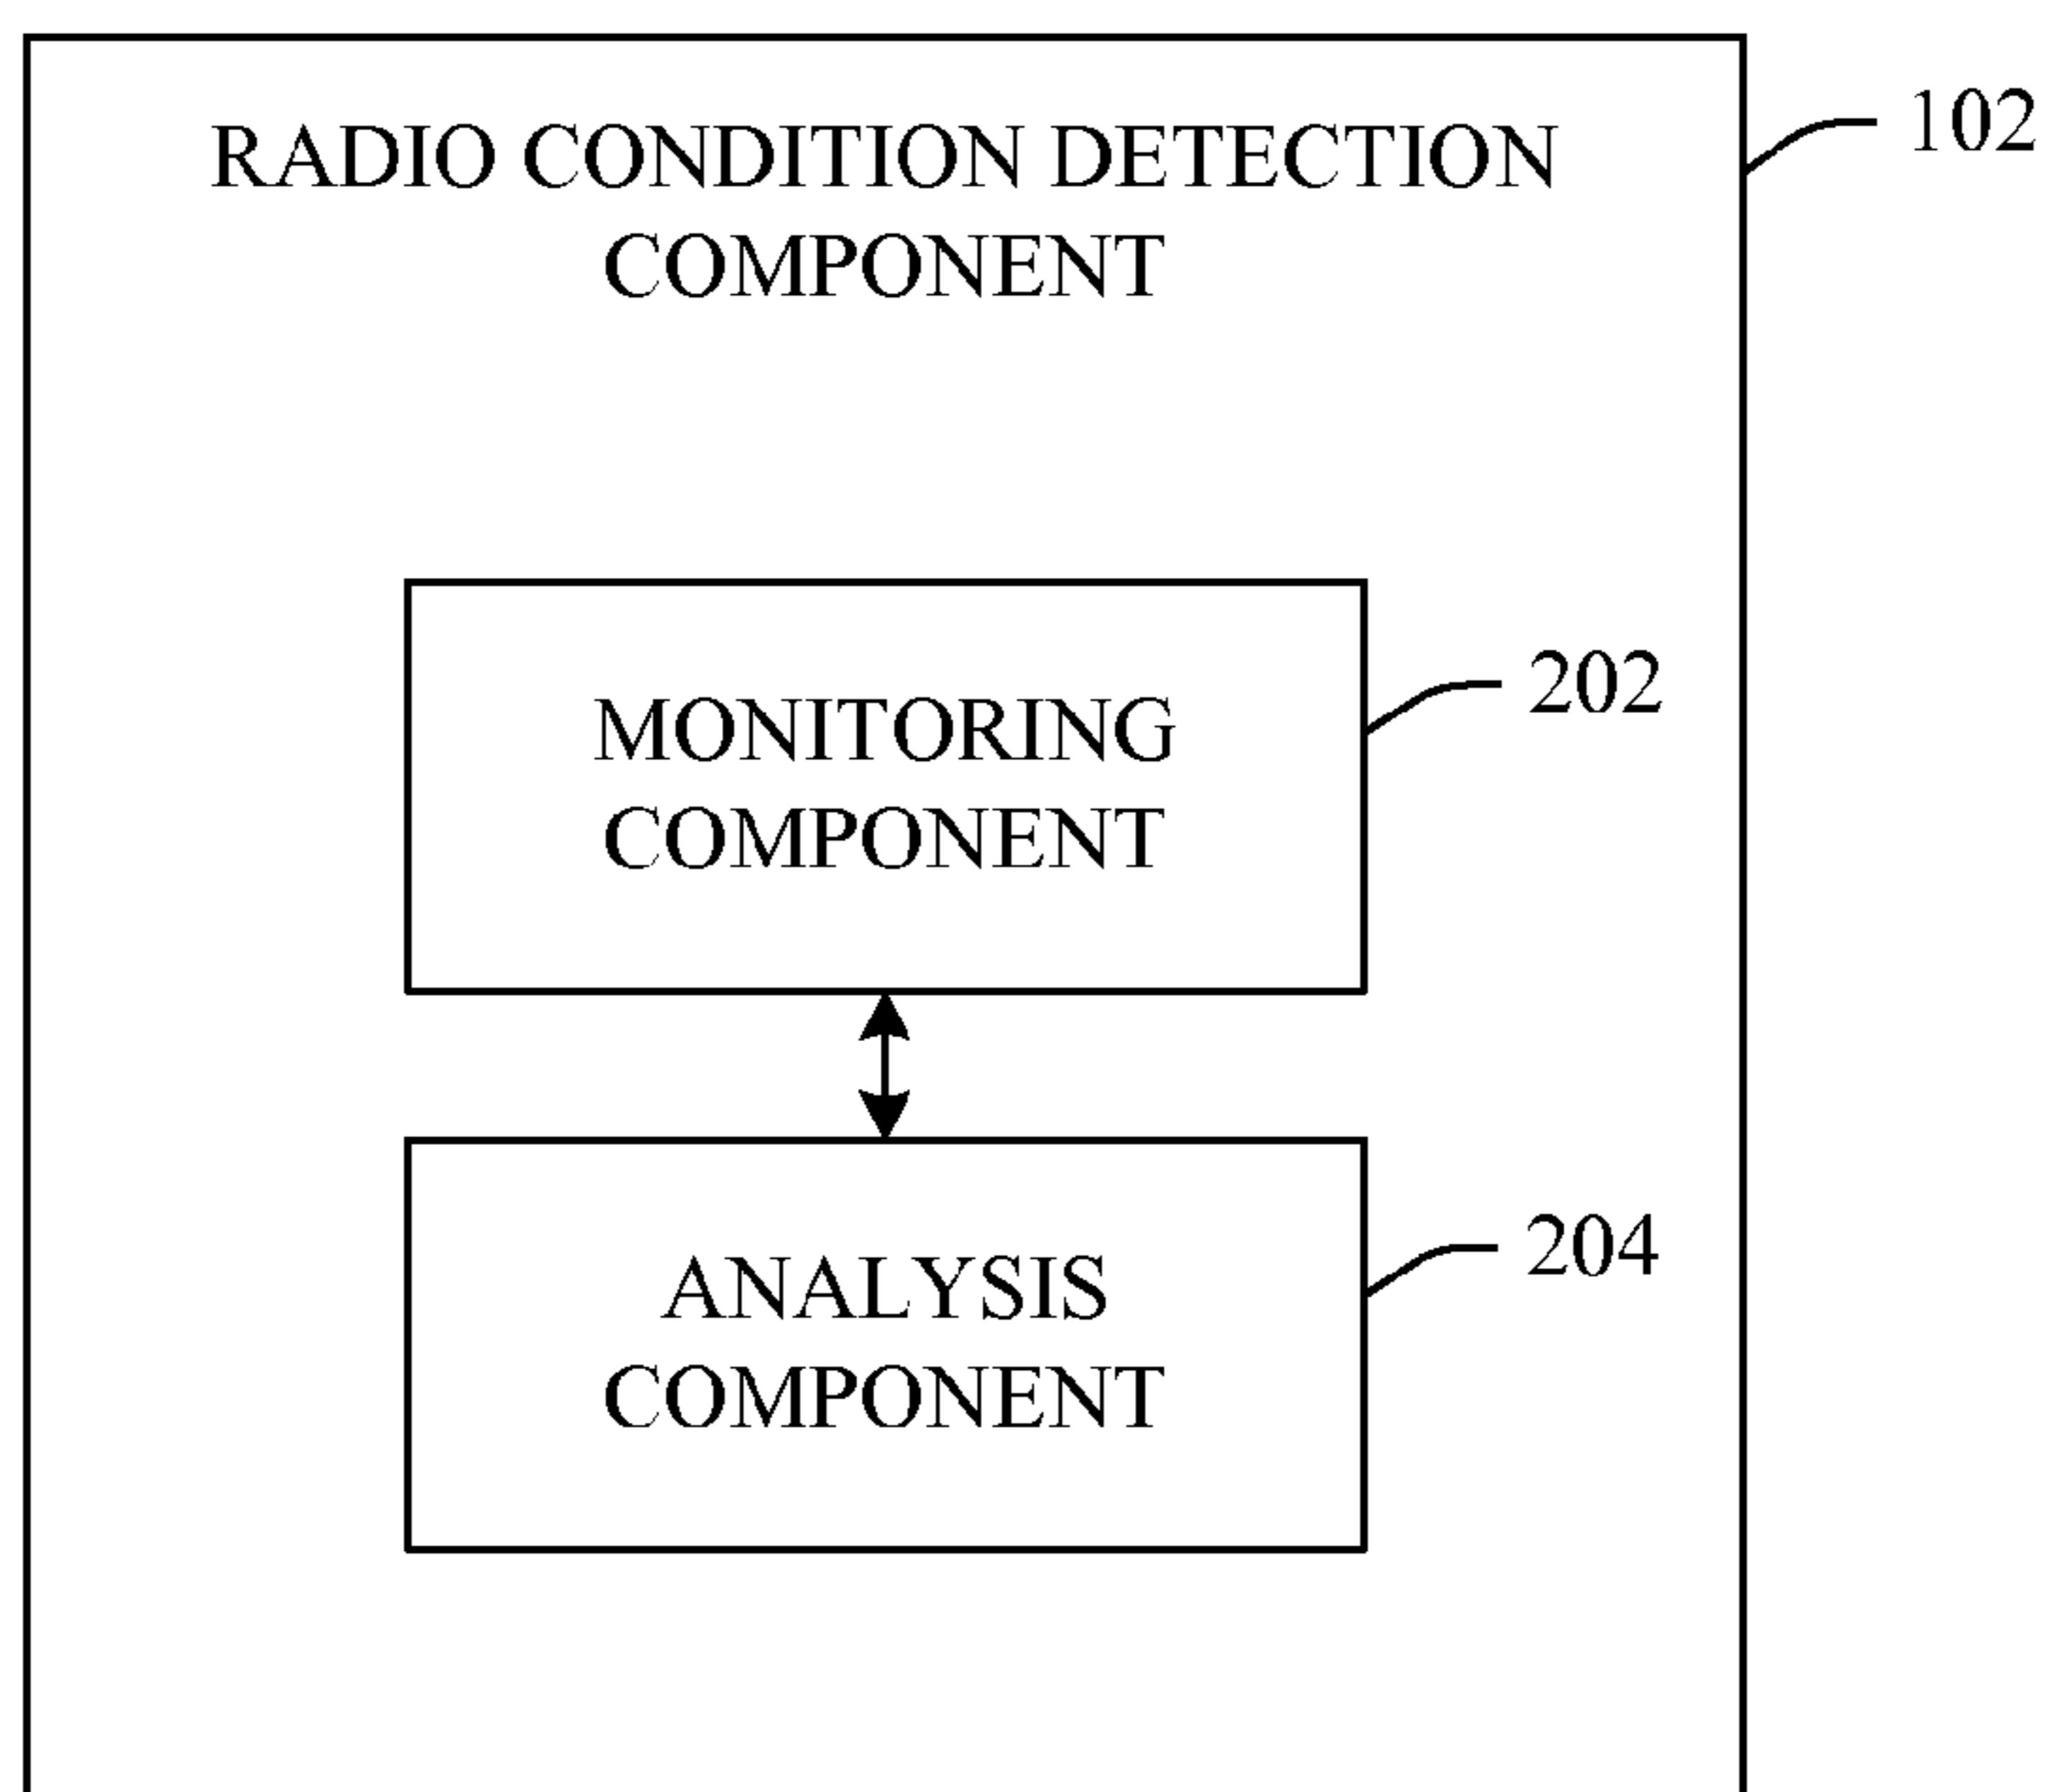 RADIO CONDITION DETECTION
COMPONENT
102
MONITORING
COMPONENT
202
ANALYSIS
COMPONENT
204